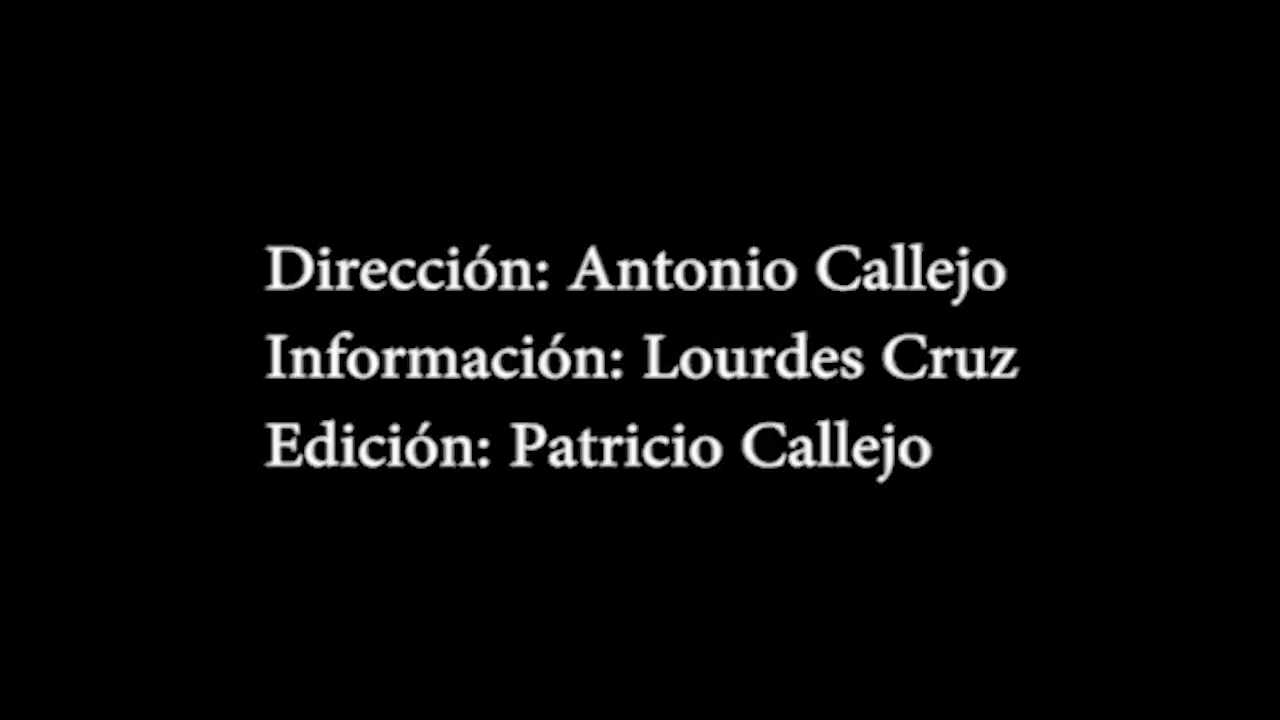 Dirección: Antonio Callejo
Información: Lourdes Cruz
Edición: Patricio Callejo